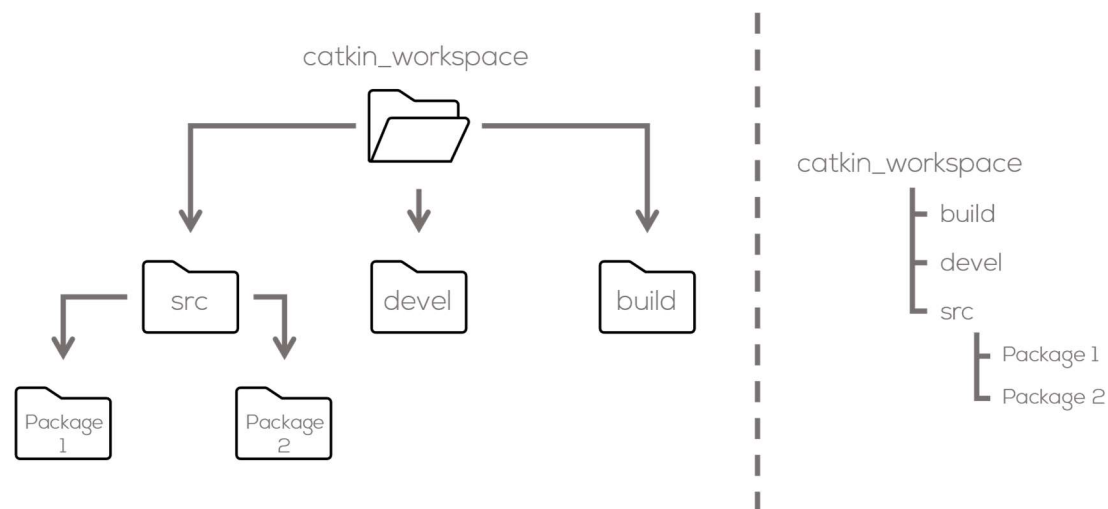 catkin_workspace
src
devel
build
Package
1
Package
2
catkin_workspace
build
devel
src
Package 1
Package 2